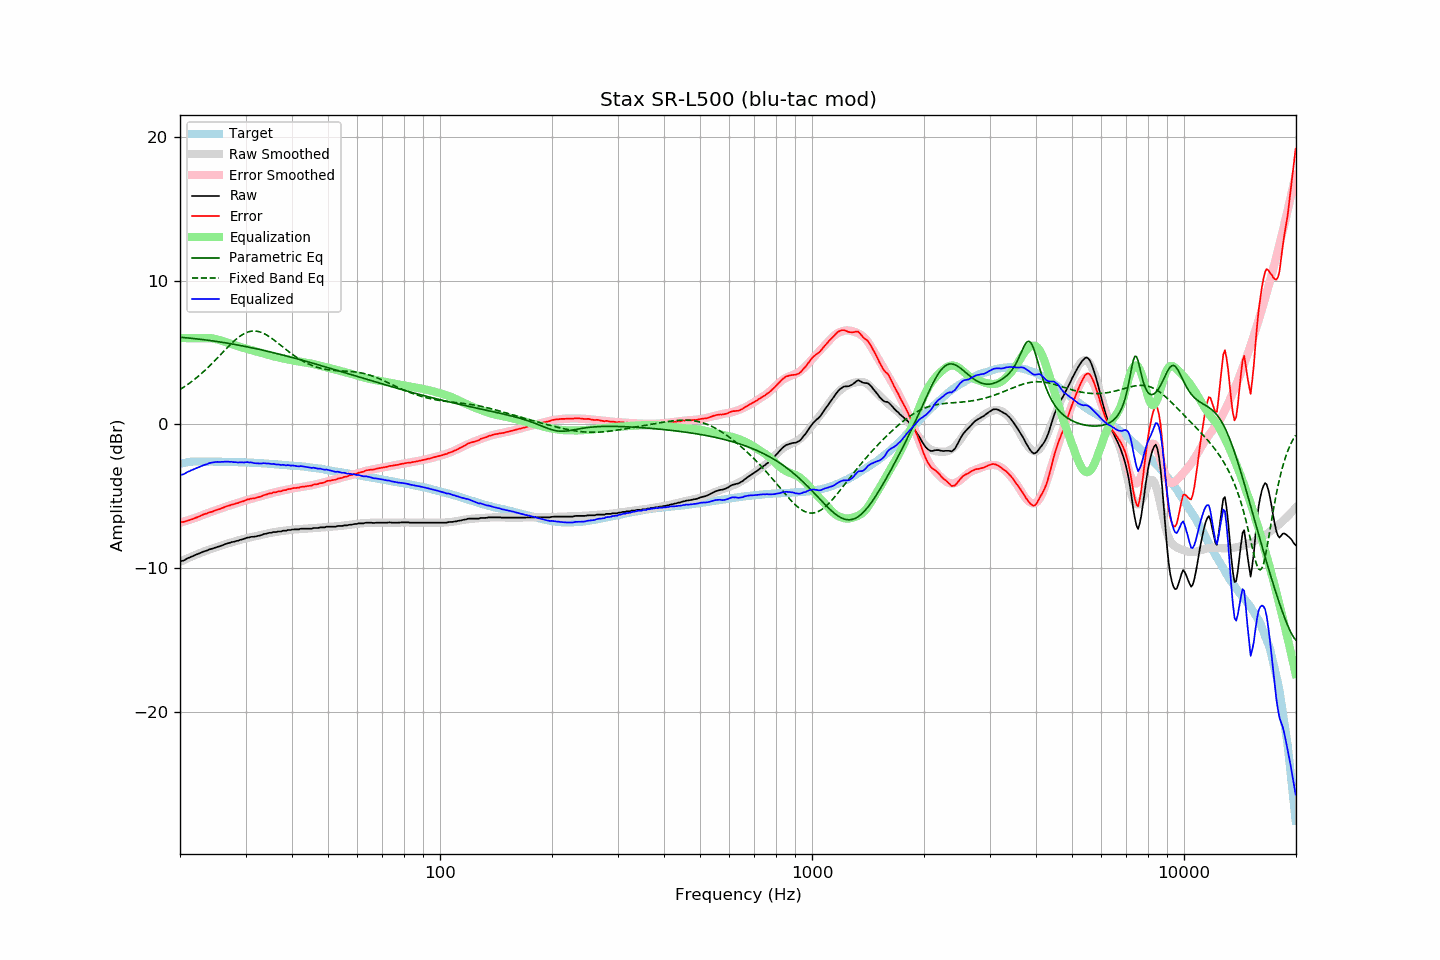 Stax SR-L500 (blu-tac mod)
Target
Raw Smoothed
Error Smoothed
Raw
Error
Equalization
Parametric Eq
Fixed Band Eq
Equalized
20
10
0
−10
−20
Amplitude (dBr)
100
1000
10000
Frequency (Hz)